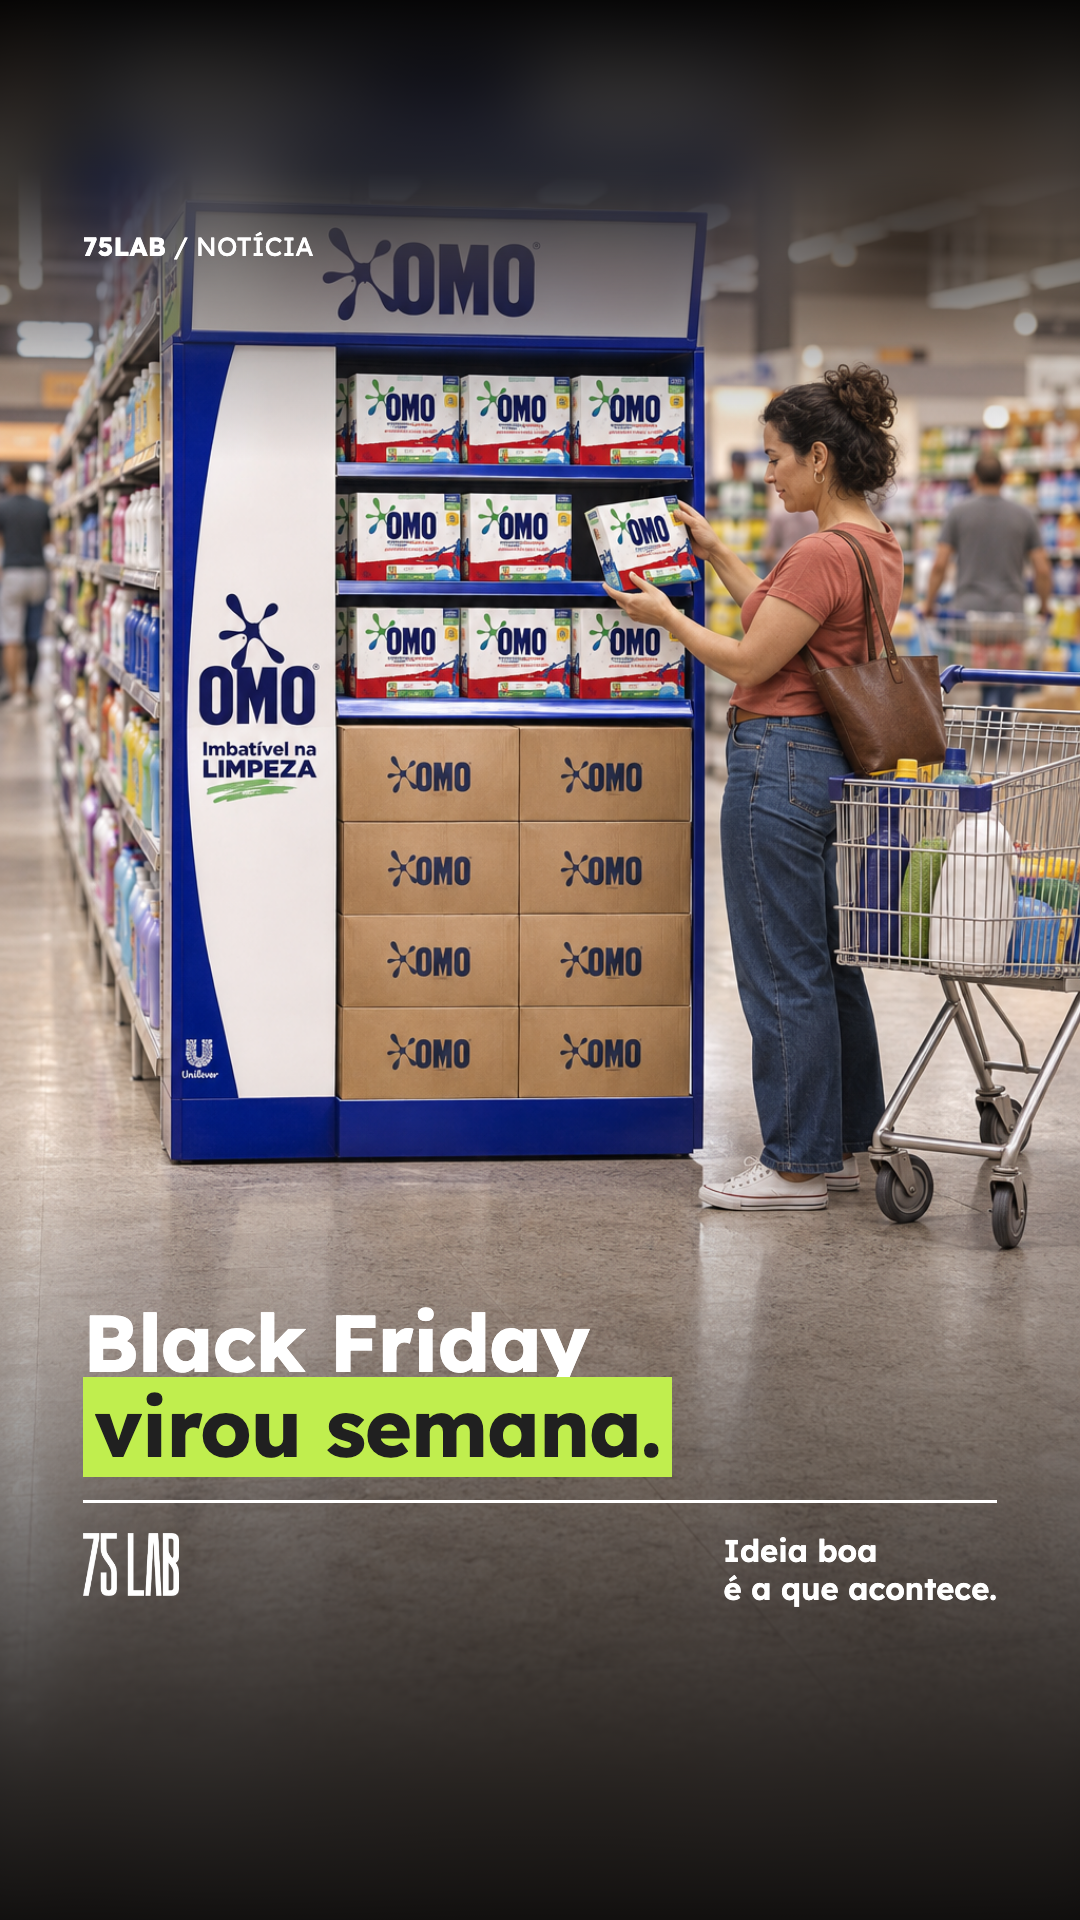 75LAB / NOTÍCIA
OMO
OMO OMO OMO
OMO OMO OMO
OMO OMO OMO
OMO
Imbatível na
LIMPEZA
OMO OMO
OMO OMO
OMO OMO
OMO OMO
Unilever
Black Friday
virou semana.
75 LAB
Ideia boa
é a que acontece.